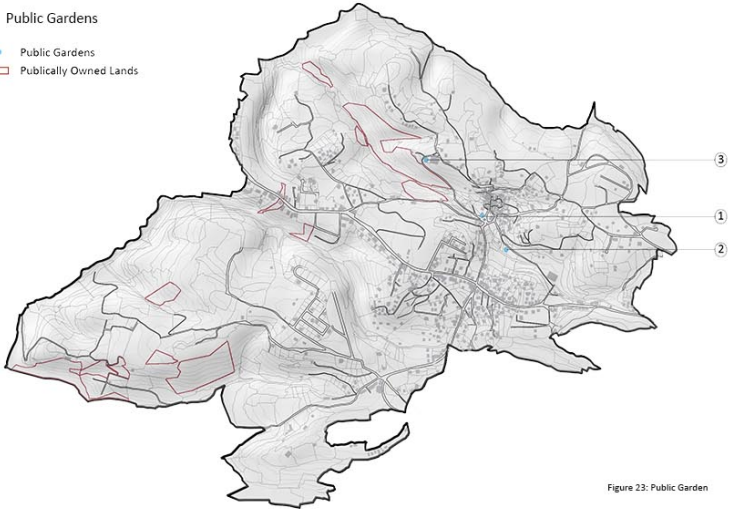 Public Gardens
Public Gardens
Publically Owned Lands
3
1
2
Figure 23: Public Garden